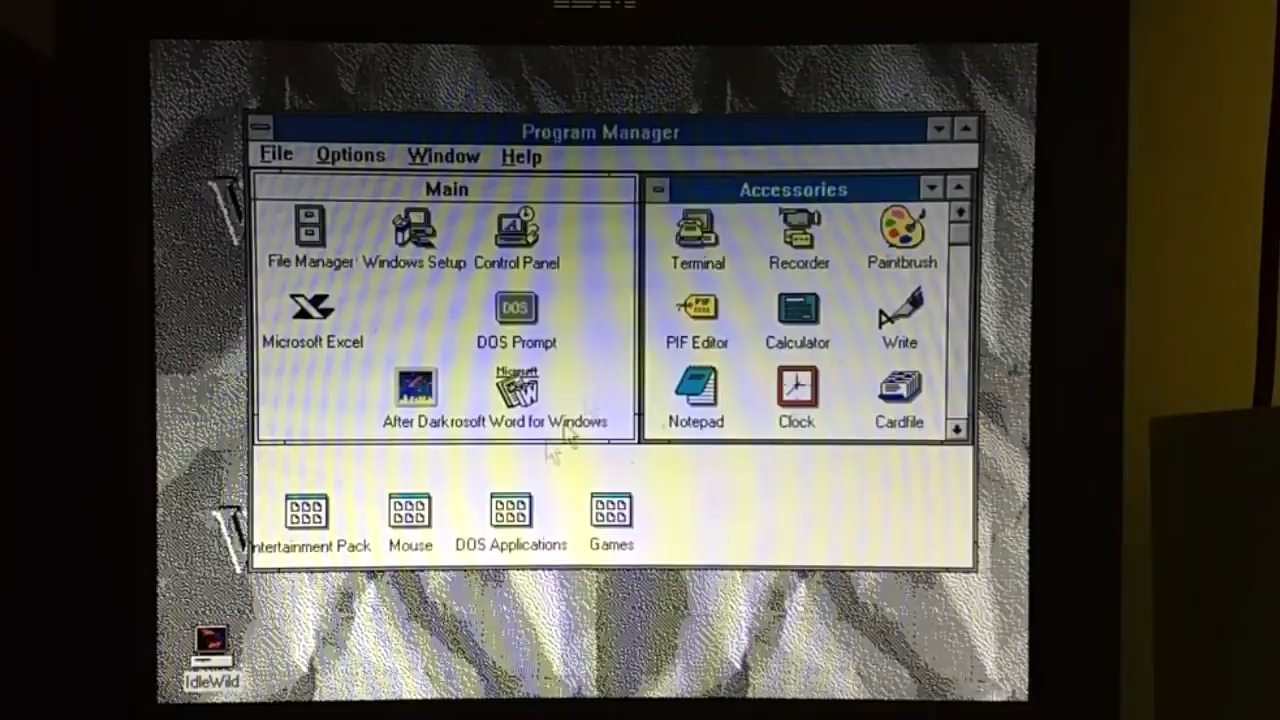 Program Manager
File Options Window Help
Main
Accessories
File Manager Windows Setup Control Panel
Terminal Recorder Paintbrush
DOS
PIF
Microsoft Excel DOS Prompt
PIF Editor Calculator Write
Microsoft
After Dark rosoft Word for Windows
Notepad Clock Cardfile
ntertainment Pack Mouse DOS Applications Games
IdleWild